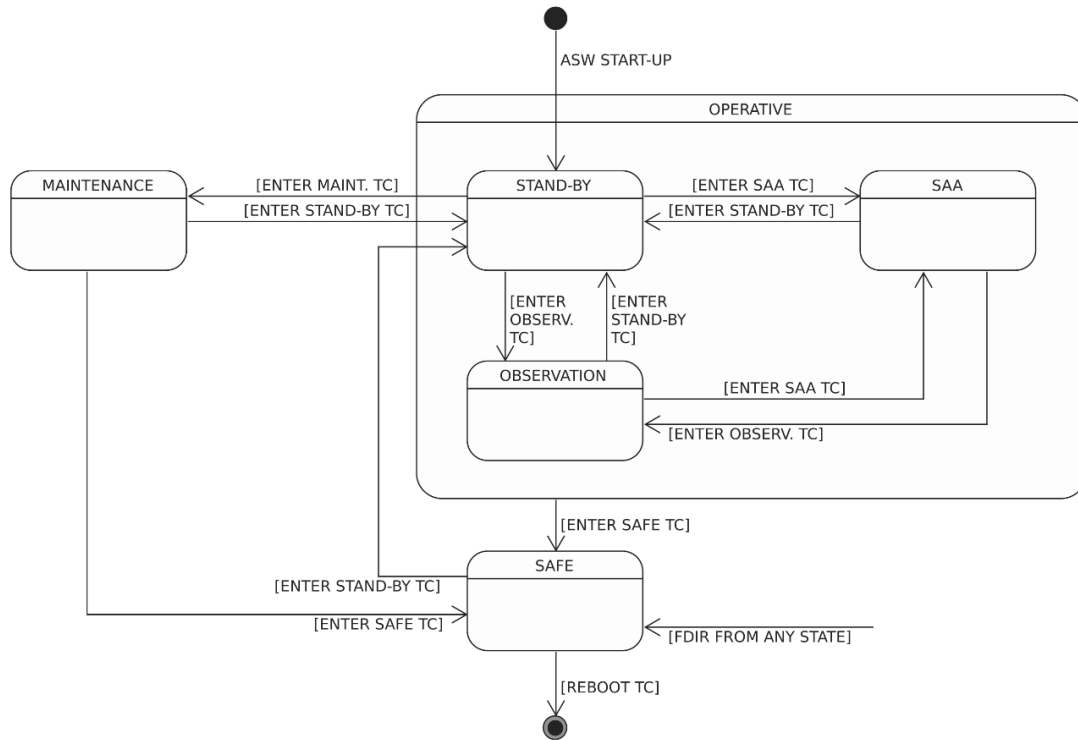 ASW START-UP
OPERATIVE
MAINTENANCE
[ENTER MAINT. TC]
STAND-BY
[ENTER SAA TC]
SAA
[ENTER STAND-BY TC]
[ENTER STAND-BY TC]
[ENTER
OBSERV.
TC]
[ENTER
STAND-BY
TC]
OBSERVATION
[ENTER SAA TC]
[ENTER OBSERV. TC]
[ENTER SAFE TC]
SAFE
[ENTER STAND-BY TC]
[ENTER SAFE TC]
[FDIR FROM ANY STATE]
[REBOOT TC]